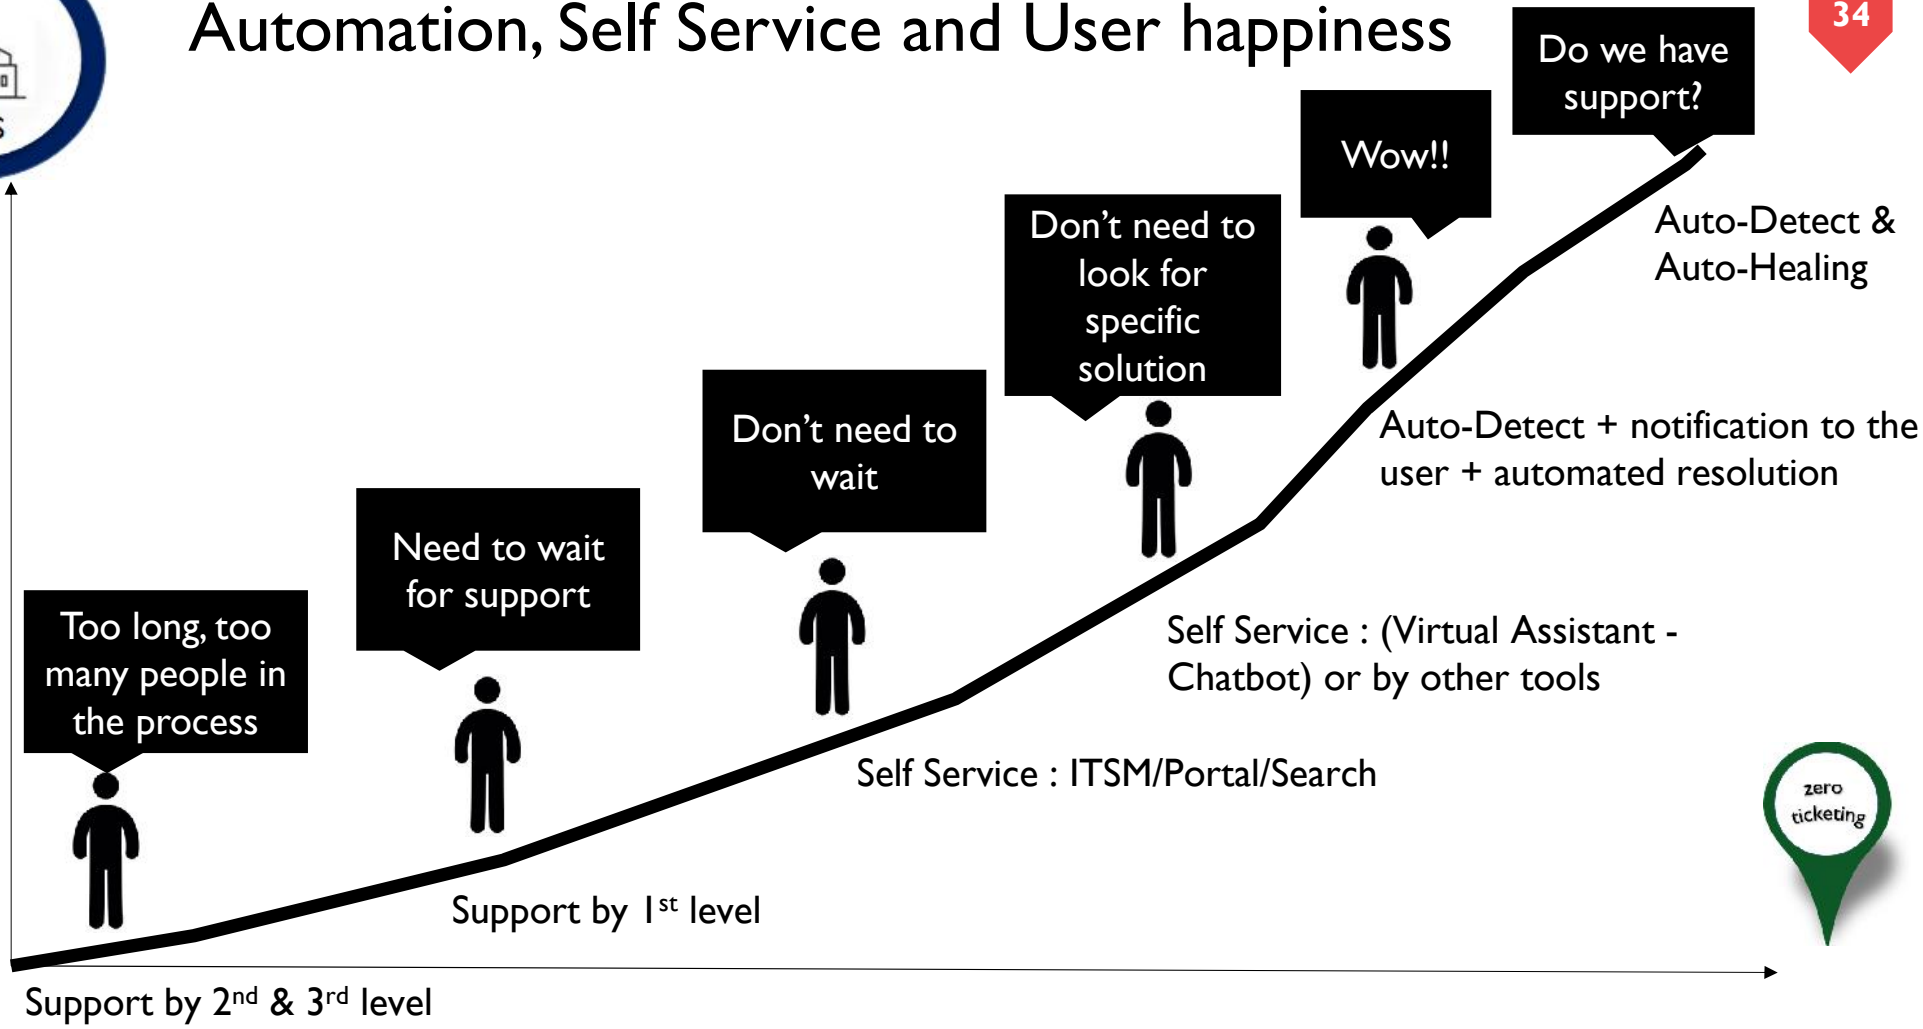 Automation, Self Service and User happiness
34
Do we have
support?
Wow!!
Don't need to
look for
specific
solution
Don't need to
wait
Need to wait
for support
Too long, too
many people in
the process
Auto-Detect &
Auto-Healing
Auto-Detect + notification to the
user + automated resolution
Self Service : (Virtual Assistant -
Chatbot) or by other tools
Self Service : ITSM/Portal/Search
Support by 1st level
Support by 2nd & 3rd level
zero
ticketing